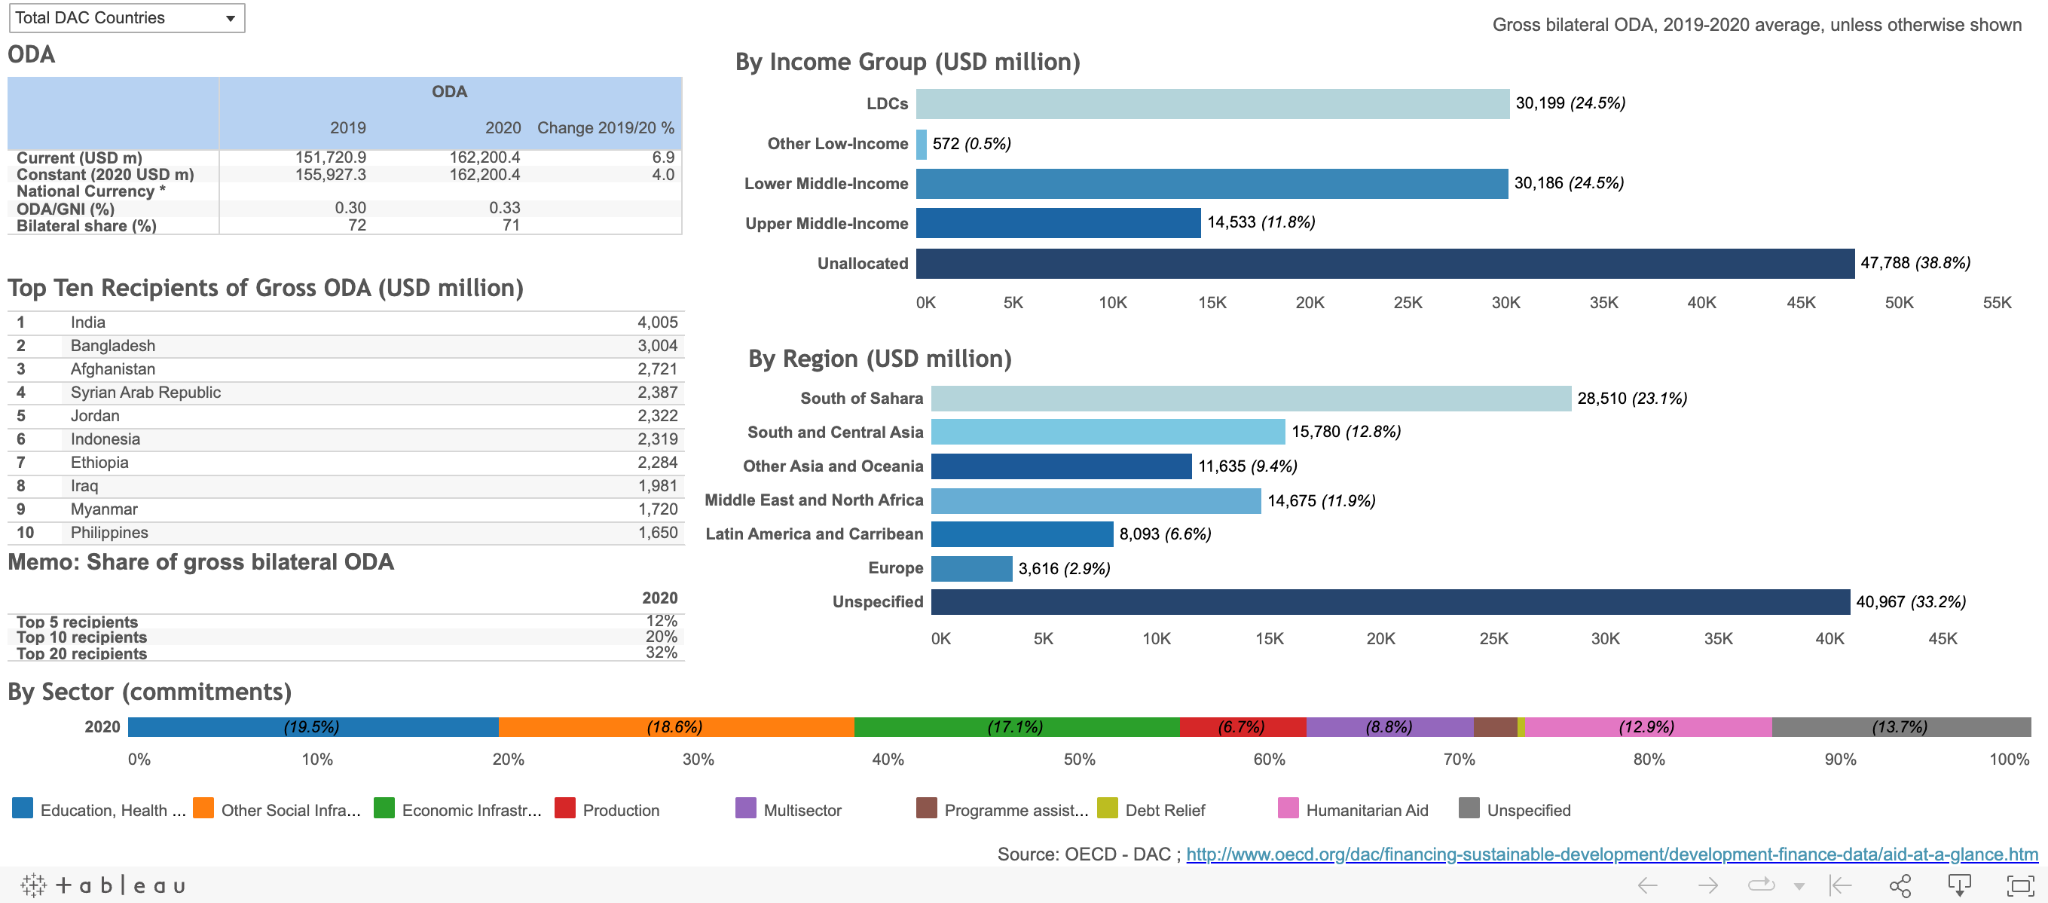 Total DAC Countries
Gross bilateral ODA, 2019-2020 average, unless otherwise shown
ODA
ODA
2019 2020 Change 2019/20 %
Current (USD m) 151,720.9 162,200.4 6.9
Constant (2020 USD m) 155,927.3 162,200.4 4.0
National Currency *
ODA/GNI (%) 0.30 0.33
Bilateral share (%) 72 71
Top Ten Recipients of Gross ODA (USD million)
1 India 4,005
2 Bangladesh 3,004
3 Afghanistan 2,721
4 Syrian Arab Republic 2,387
5 Jordan 2,322
6 Indonesia 2,319
7 Ethiopia 2,284
8 Iraq 1,981
9 Myanmar 1,720
10 Philippines 1,650
Memo: Share of gross bilateral ODA
2020
Top 5 recipients 12%
Top 10 recipients 20%
Top 20 recipients 32%
By Income Group (USD million)
LDCs 30,199 (24.5%)
Other Low-Income 572 (0.5%)
Lower Middle-Income 30,186 (24.5%)
Upper Middle-Income 14,533 (11.8%)
Unallocated 47,788 (38.8%)
0K 5K 10K 15K 20K 25K 30K 35K 40K 45K 50K 55K
By Region (USD million)
South of Sahara 28,510 (23.1%)
South and Central Asia 15,780 (12.8%)
Other Asia and Oceania 11,635 (9.4%)
Middle East and North Africa 14,675 (11.9%)
Latin America and Carribean 8,093 (6.6%)
Europe 3,616 (2.9%)
Unspecified 40,967 (33.2%)
0K 5K 10K 15K 20K 25K 30K 35K 40K 45K
By Sector (commitments)
2020 (19.5%) (18.6%) (17.1%) (6.7%) (8.8%) (12.9%) (13.7%)
0% 10% 20% 30% 40% 50% 60% 70% 80% 90% 100%
Education, Health ... Other Social Infra... Economic Infrastr... Production Multisector Programme assist... Debt Relief Humanitarian Aid Unspecified
Source: OECD - DAC ; http://www.oecd.org/dac/financing-sustainable-development/development-finance-data/aid-at-a-glance.htm
+ableau